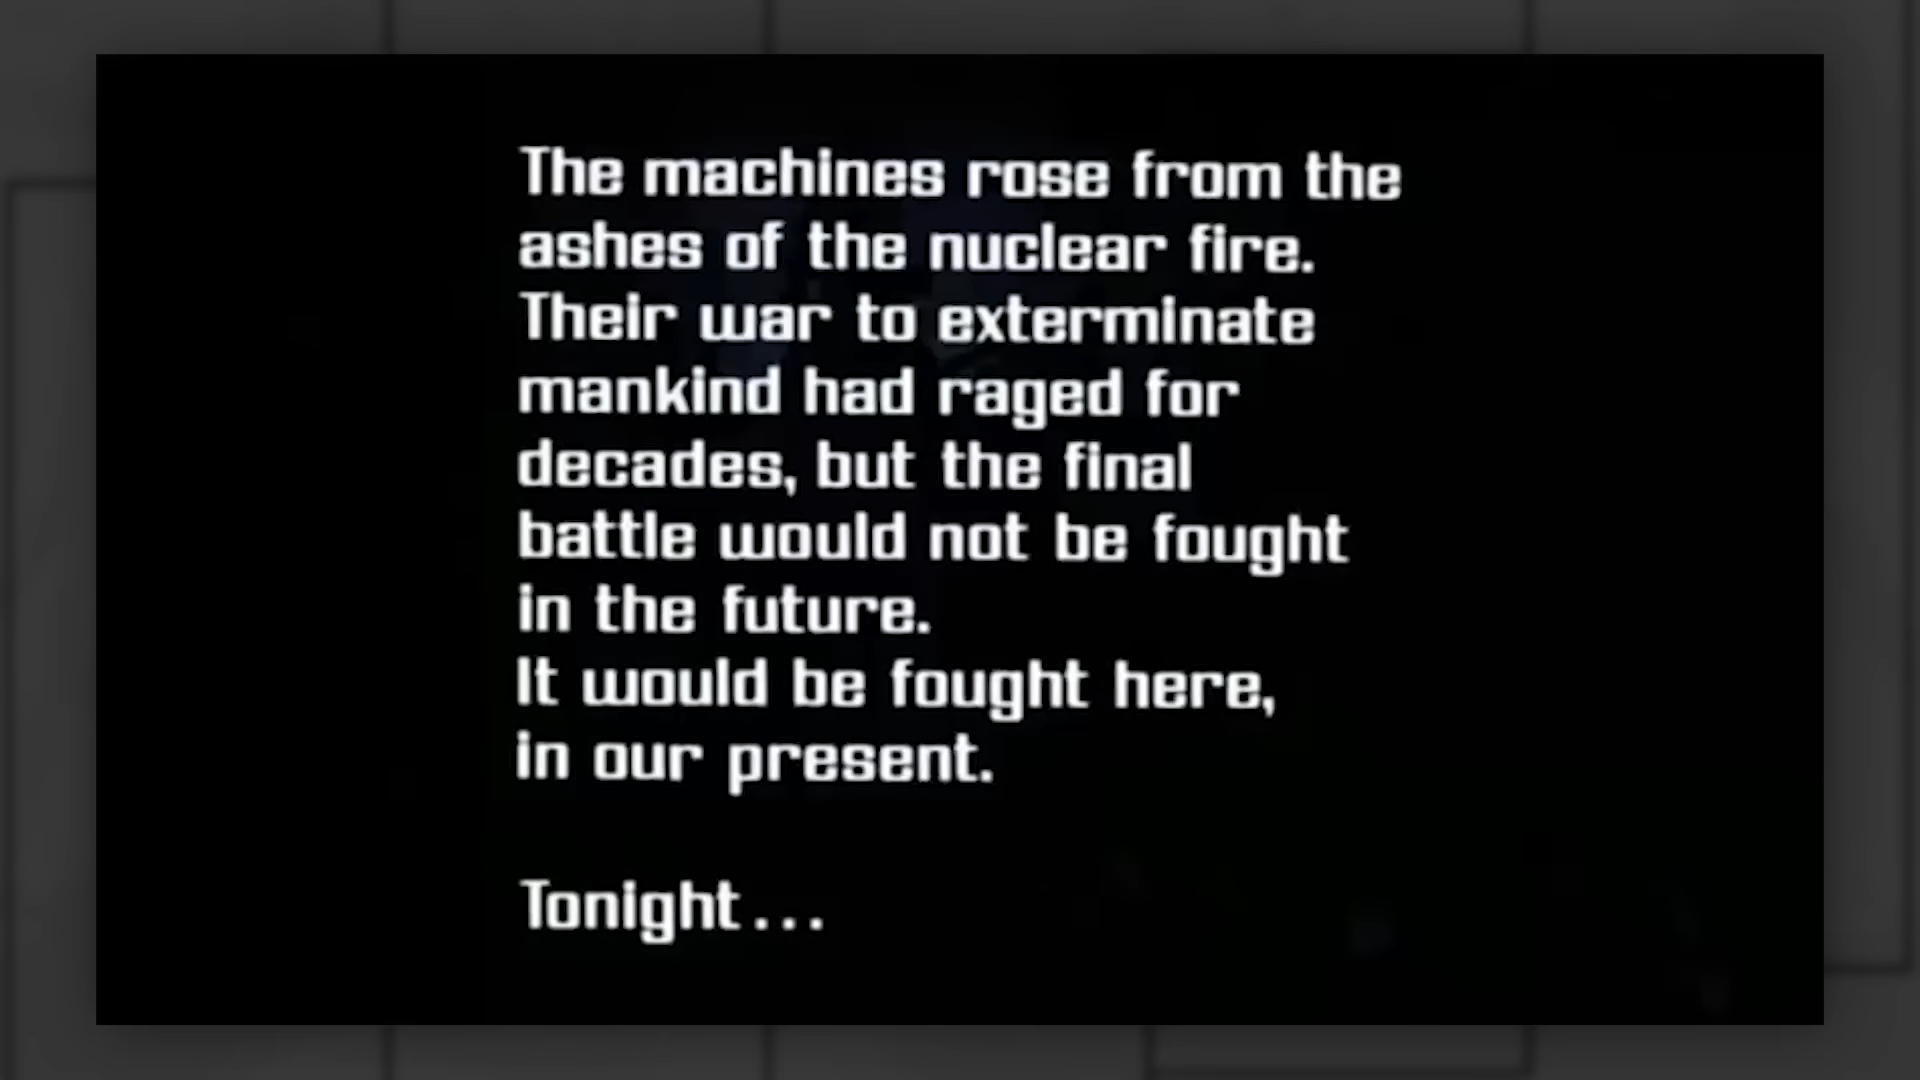 The machines rose from the
ashes of the nuclear fire.
Their war to exterminate
mankind had raged for
decades, but the final
battle would not be fought
in the future.
It would be fought here,
in our present.
Tonight...